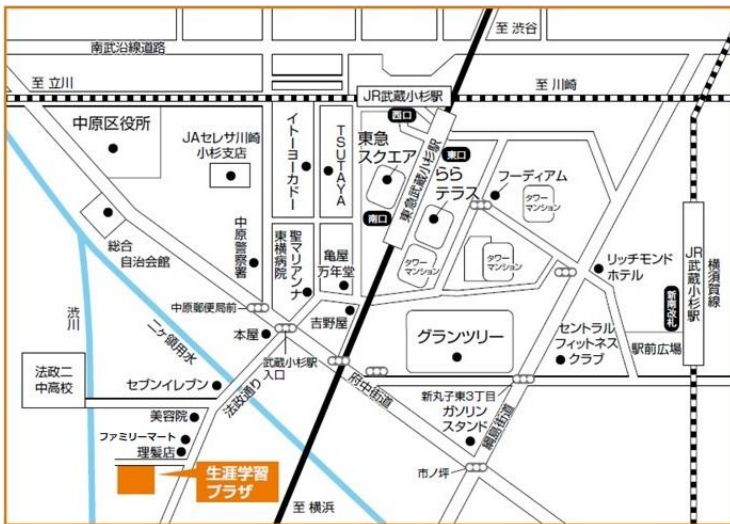 至 渋谷
南武沿線道路
至 立川
JR武蔵小杉駅
至 川崎
中原区役所
JAセレサ川崎
小杉支店
イトーヨーカドー
TSUTAYA
西口
東急
スクエア
東急武蔵小杉駅
東口
らら
テラス
フーディアム
タワー
マンション
南口
総合
自治会館
中原警察署
聖マリアンナ
東横病院
亀屋
万年堂
タワー
マンション
タワー
マンション
リッチモンド
ホテル
JR武蔵小杉駅
横須賀線
新南改札
駅前広場
中原郵便局前
本屋
吉野屋
グランツリー
セントラル
フィットネス
クラブ
渋川
二ヶ領用水
武蔵小杉駅
入口
法政二
中高校
セブンイレブン
法政通り
府中街道
新丸子東3丁目
ガソリン
スタンド
綱島街道
美容院
ファミリーマート
理髪店
市ノ坪
生涯学習
プラザ
至 横浜